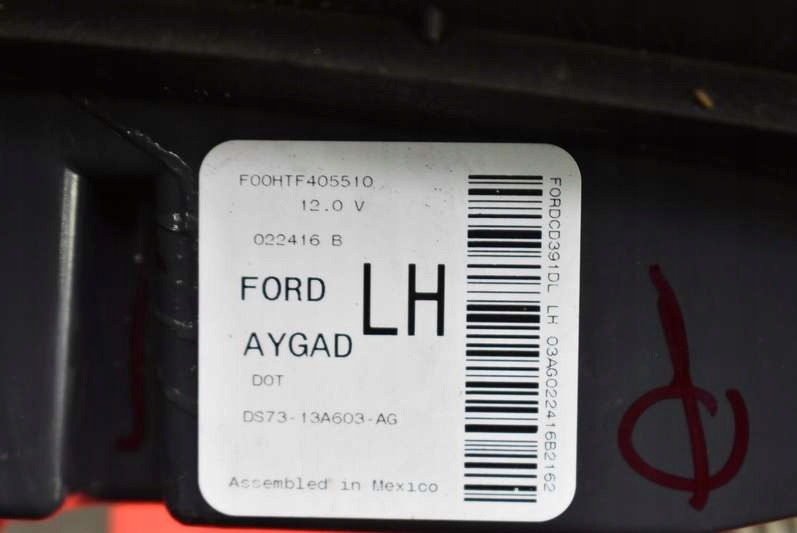 F00HTF405510
12.0 V
022416 B
FORD LH
AYGAD
DOT
DS73-13A603-AG
Assembled in Mexico
FORDCD391DL LH 03AG022416B2162